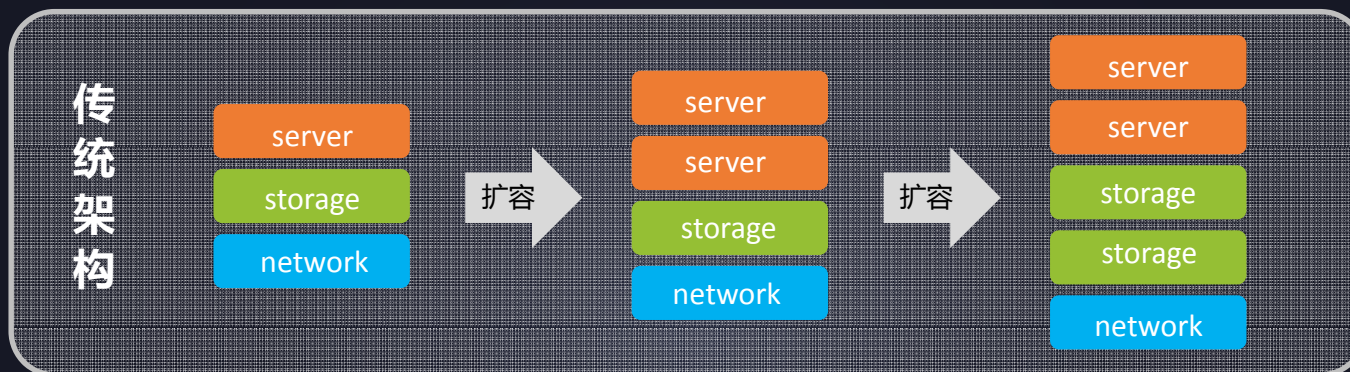 传统架构
server
storage
network
扩容
server
server
storage
network
扩容
server
server
storage
storage
network